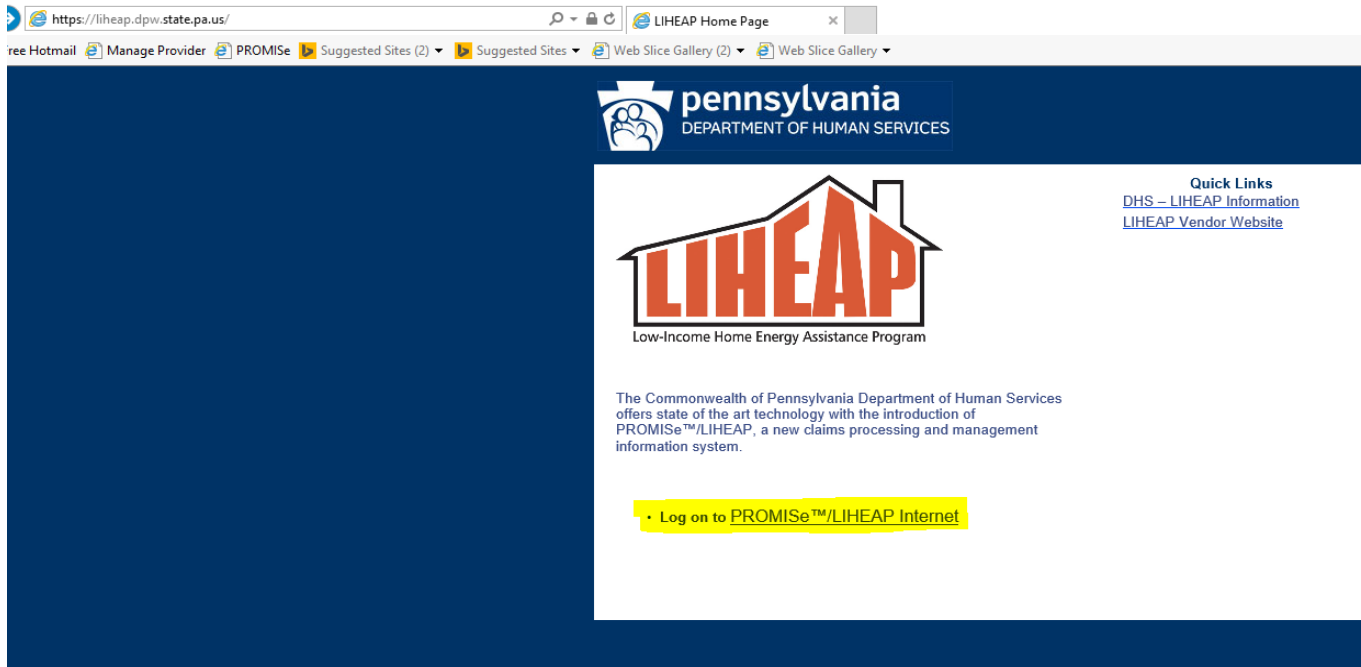 https://liheap.dpw.state.pa.us/
LIHEAP Home Page
ree Hotmail Manage Provider PROMISe Suggested Sites (2) Suggested Sites Web Slice Gallery (2) Web Slice Gallery
pennsylvania
DEPARTMENT OF HUMAN SERVICES
LIHEAP
Low-Income Home Energy Assistance Program
Quick Links
DHS – LIHEAP Information
LIHEAP Vendor Website
The Commonwealth of Pennsylvania Department of Human Services
offers state of the art technology with the introduction of
PROMISe™/LIHEAP, a new claims processing and management
information system.
• Log on to PROMISe™/LIHEAP Internet